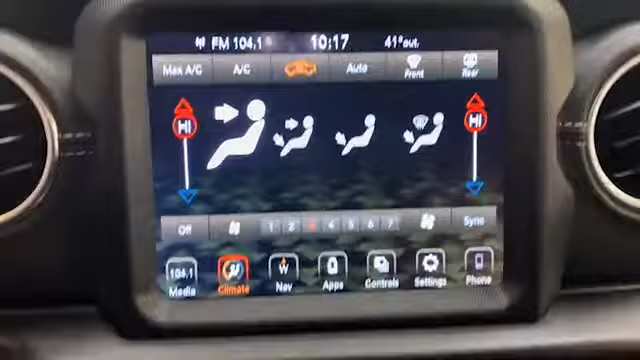 FM 104.1 10:17 41°out.
MAX A/C A/C Auto Front Rear
HI HI
Off 1 2 3 4 5 6 7 Sync
104.1 W
Media Climate Nav Apps Controls Settings Phone